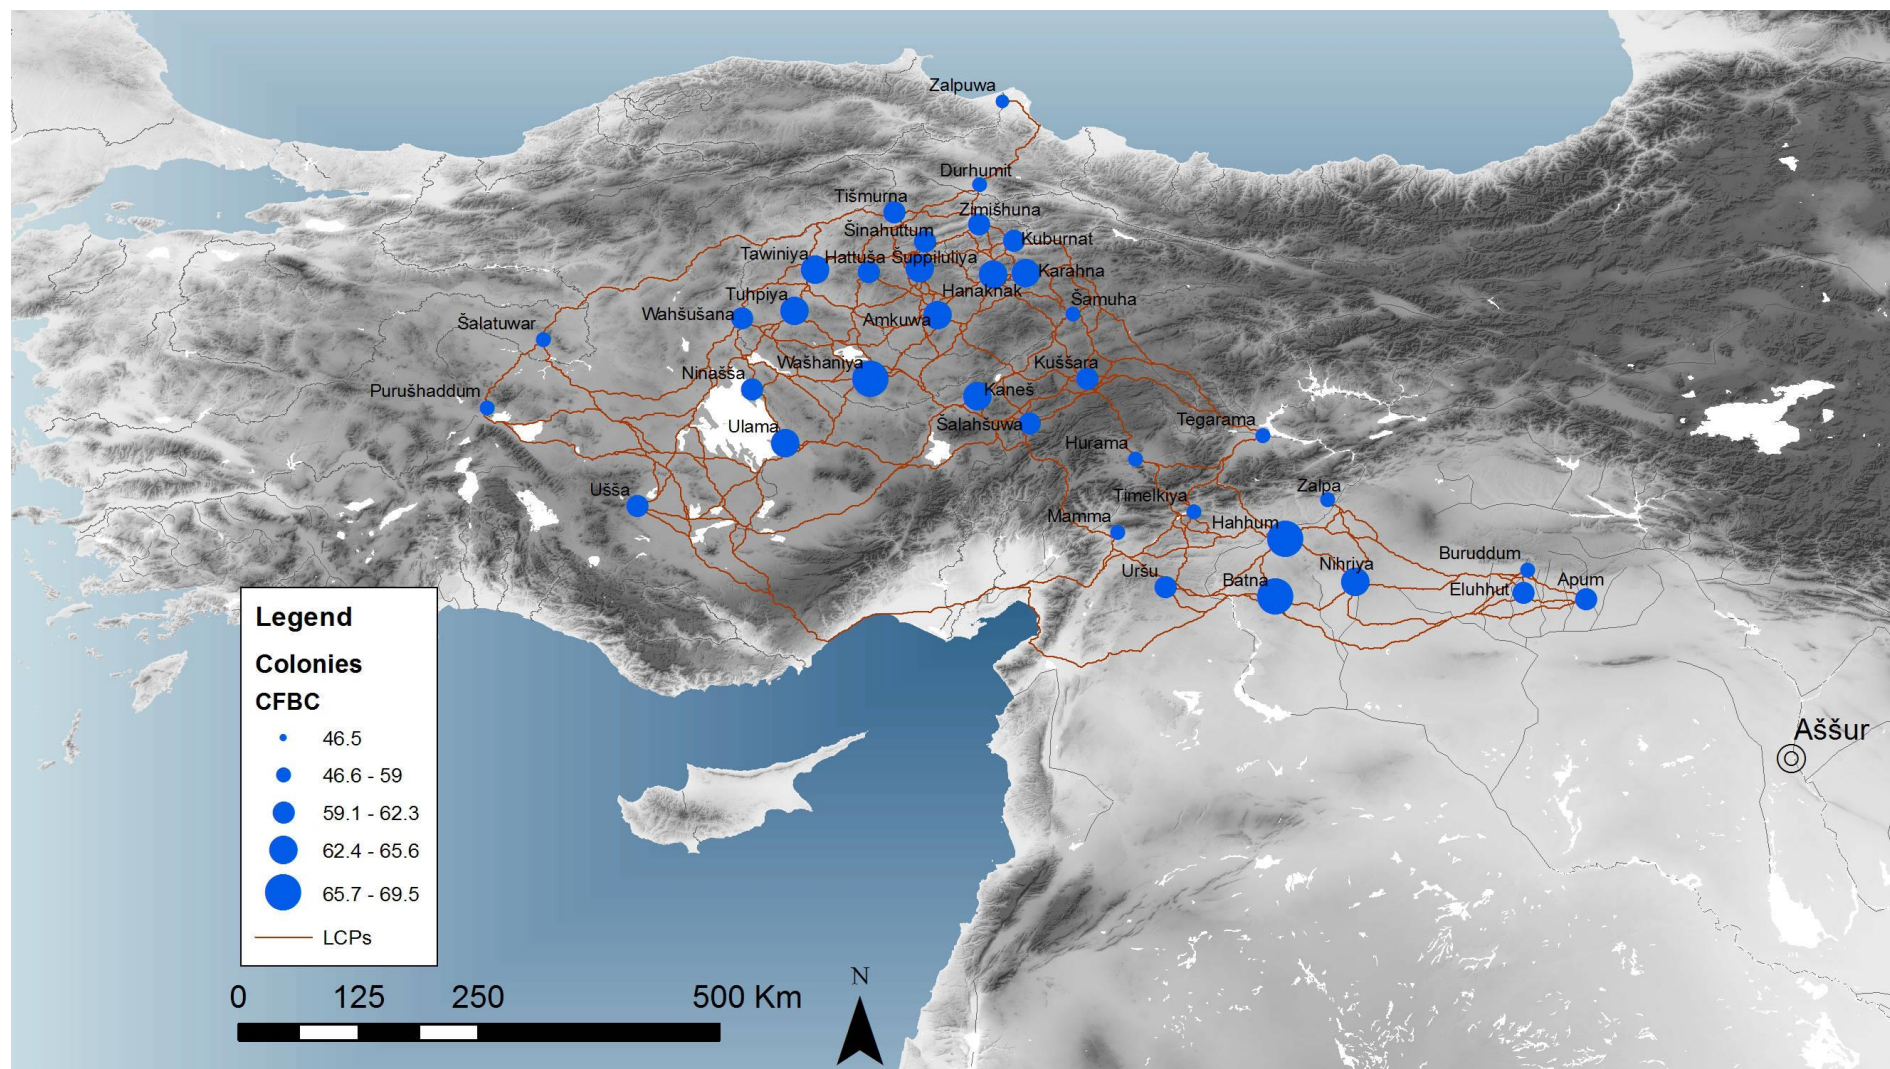 Zalpuwa
Durhumit
Tišmurna
Zimišhuna
Šinahuttum
Kuburnat
Tawiniya
Hattuša
Šuppiluliya
Karahna
Hanaknak
Tuhpiya
Šamuha
Wahšušana
Amkuwa
Šalatuwar
Wašhaniya
Kuššara
Ninašša
Kaneš
Purušhaddum
Tegarama
Ulama
Šalahšuwa
Hurama
Ušša
Zalpa
Timelkiya
Mamma
Hahhum
Buruddum
Nihriya
Uršu
Batna
Apum
Eluhhut
Aššur
Legend
Colonies
CFBC
46.5
46.6 - 59
59.1 - 62.3
62.4 - 65.6
65.7 - 69.5
LCPs
N
0 125 250 500 Km